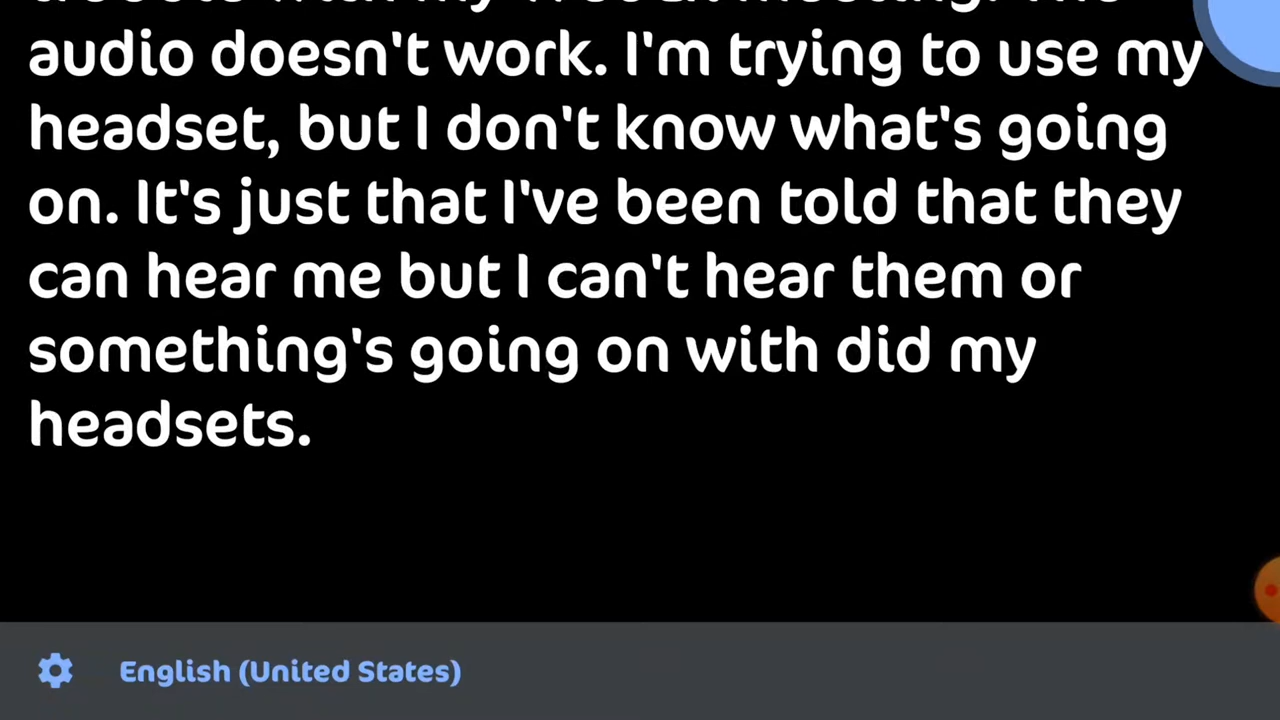 audio doesn't work. I'm trying to use my
headset, but I don't know what's going
on. It's just that I've been told that they
can hear me but I can't hear them or
something's going on with did my
headsets.
English (United States)